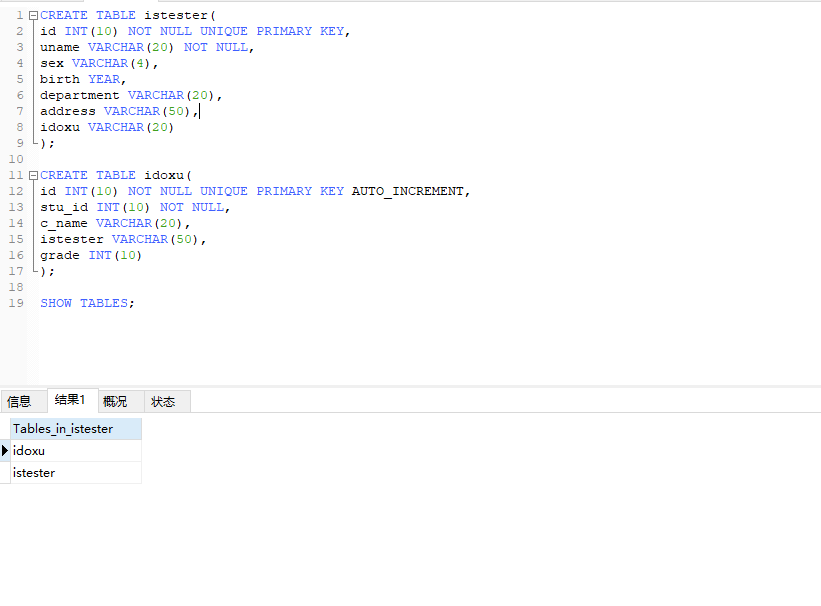 1 CREATE TABLE istester(
2 id INT(10) NOT NULL UNIQUE PRIMARY KEY,
3 uname VARCHAR(20) NOT NULL,
4 sex VARCHAR(4),
5 birth YEAR,
6 department VARCHAR(20),
7 address VARCHAR(50),
8 idoxu VARCHAR(20)
9 );
10
11 CREATE TABLE idoxu(
12 id INT(10) NOT NULL UNIQUE PRIMARY KEY AUTO_INCREMENT,
13 stu_id INT(10) NOT NULL,
14 c_name VARCHAR(20),
15 istester VARCHAR(50),
16 grade INT(10)
17 );
18
19 SHOW TABLES;
信息 结果1 概况 状态
Tables_in_istester
idoxu
istester